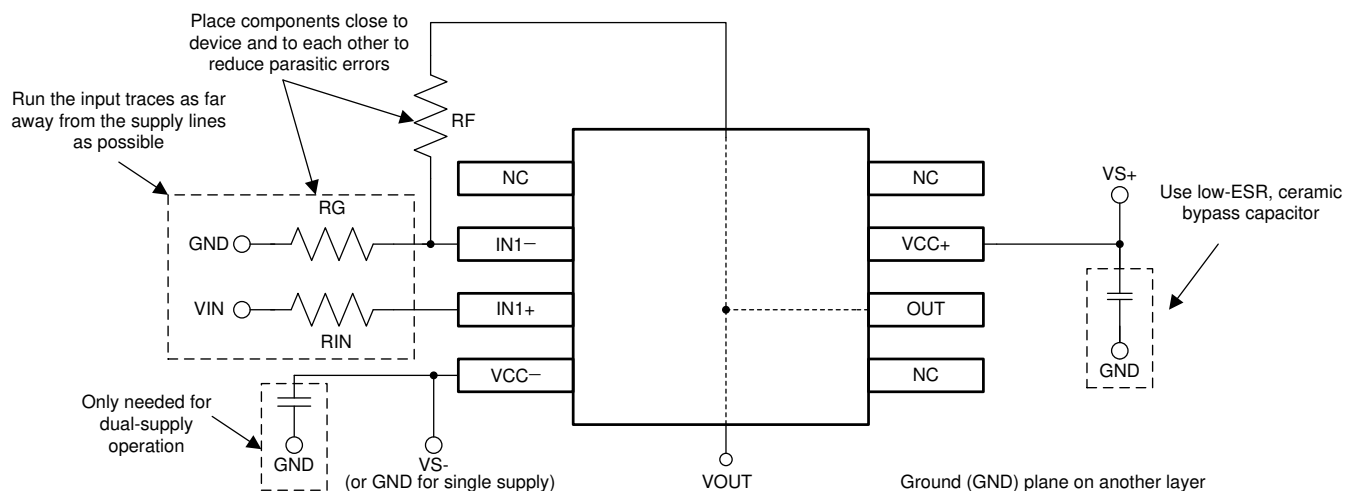 Place components close to
device and to each other to
reduce parasitic errors
Run the input traces as far
away from the supply lines
as possible
RF
NC
NC
VS+
Use low-ESR, ceramic
bypass capacitor
RG
GND
IN1−
VCC+
VIN
IN1+
OUT
RIN
VCC−
NC
GND
Only needed for
dual-supply
operation
GND
VS-
(or GND for single supply)
VOUT
Ground (GND) plane on another layer